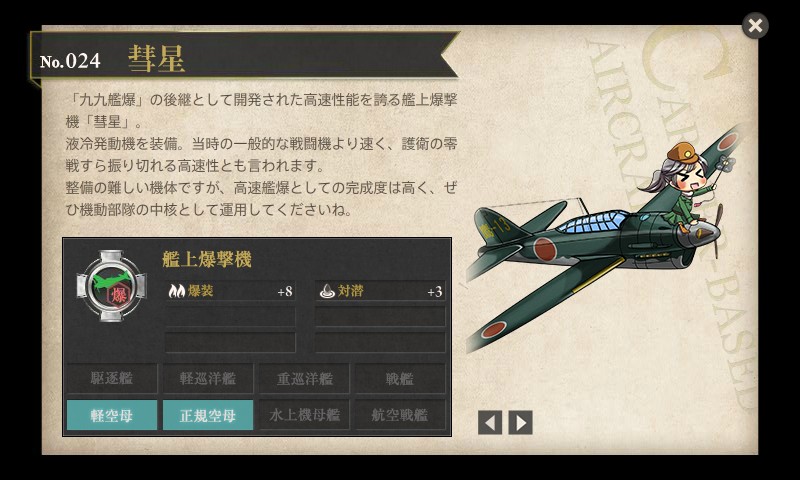 No.024 彗星
「九九艦爆」の後継として開発された高速性能を誇る艦上爆撃
機「彗星」。
液冷発動機を装備。当時の一般的な戦闘機より速く、護衛の零
戦すら振り切れる高速性とも言われます。
整備の難しい機体ですが、高速艦爆としての完成度は高く、ぜ
ひ機動部隊の中核として運用してくださいね。
艦上爆撃機
爆
爆装 +8 対潜 +3
駆逐艦 軽巡洋艦 重巡洋艦 戦艦
軽空母 正規空母 水上機母艦 航空戦艦